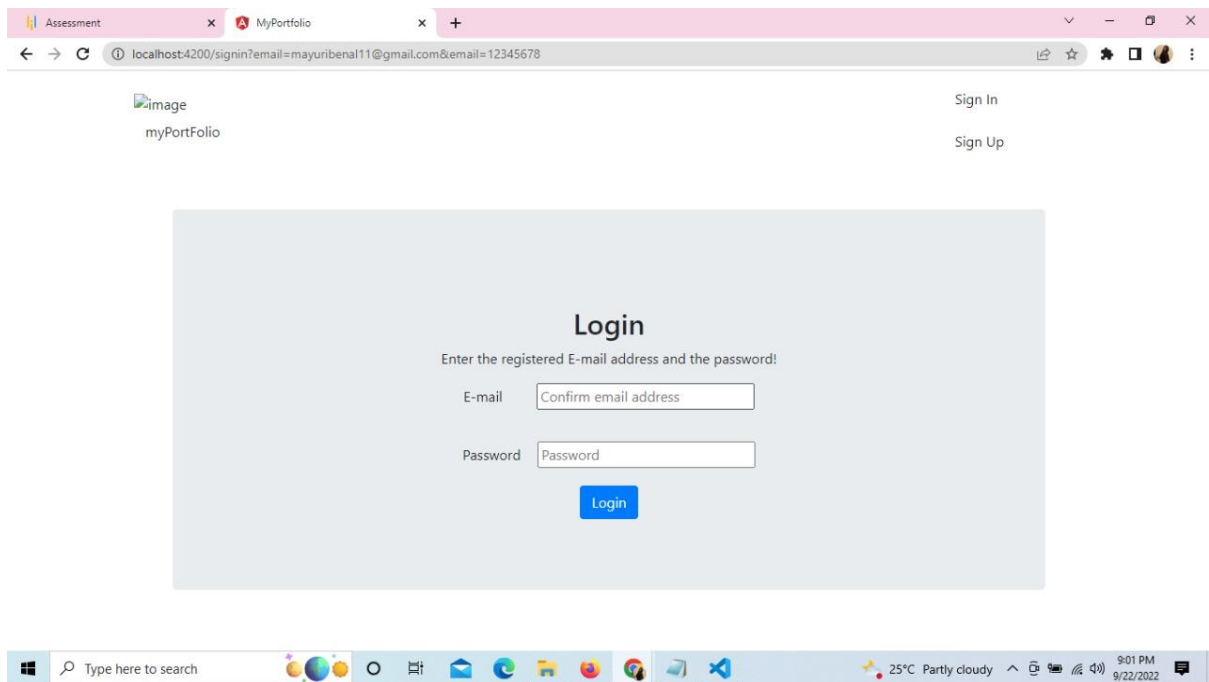 Assessment
MyPortfolio
localhost:4200/signin?email=mayuribenal11@gmail.com&email=12345678
image
myPortFolio
Sign In
Sign Up
Login
Enter the registered E-mail address and the password!
E-mail Confirm email address
Password Password
Login
Type here to search
25°C Partly cloudy
9:01 PM
9/22/2022